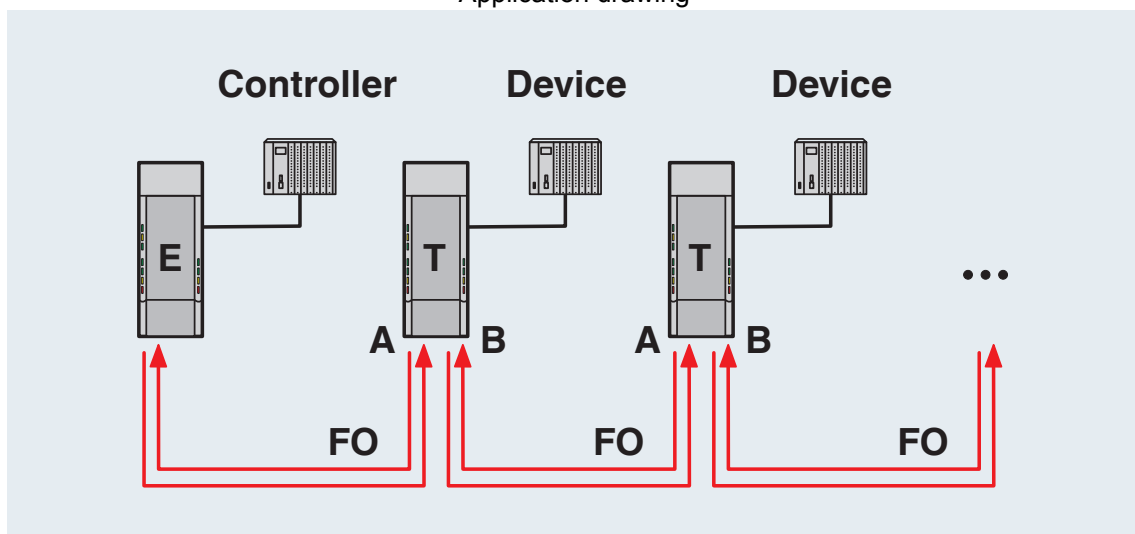 Application drawing
Controller Device Device
E T T ...
A B A B
FO FO FO